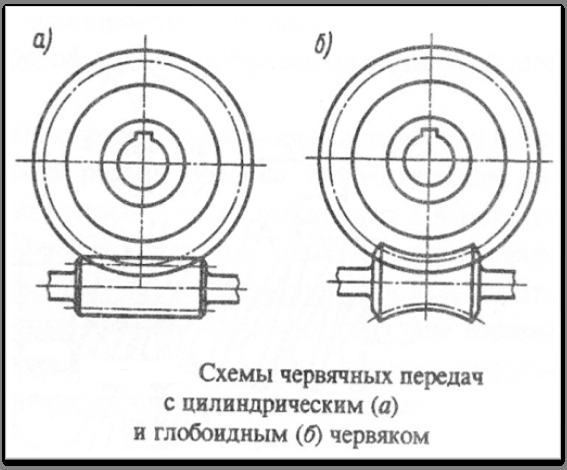 а)
б)
Схемы червячных передач
с цилиндрическим (а)
и глобоидным (б) червяком